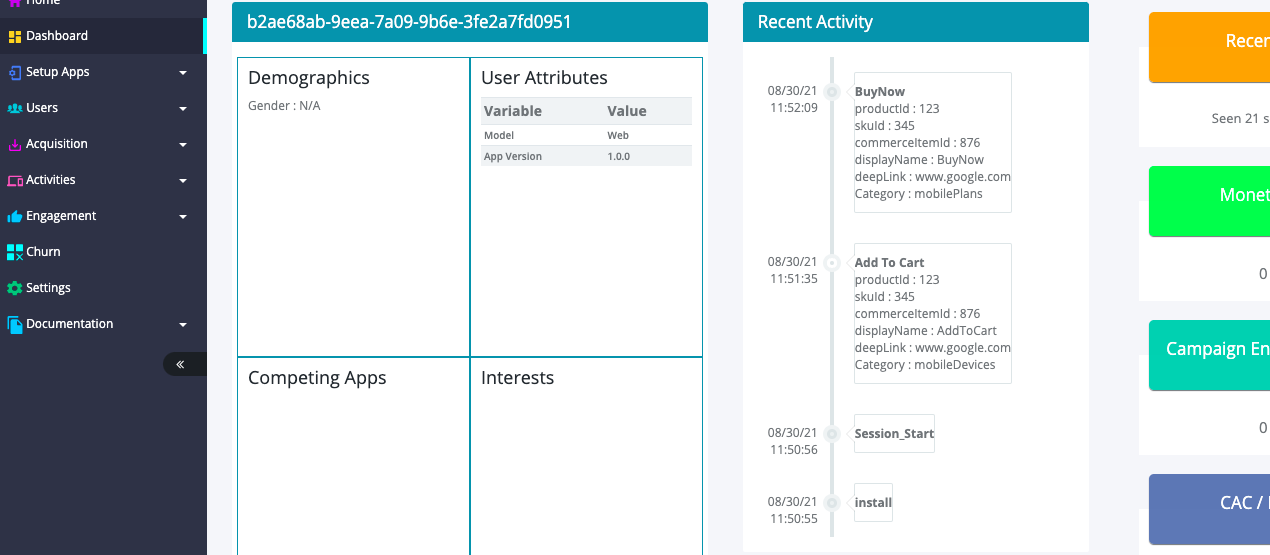 Home
Dashboard
Setup Apps
Users
Acquisition
Activities
Engagement
Churn
Settings
Documentation
b2ae68ab-9eea-7a09-9b6e-3fe2a7fd0951
Demographics
Gender : N/A
User Attributes
Variable Value
Model Web
App Version 1.0.0
Competing Apps
Interests
Recent Activity
08/30/21
11:52:09
BuyNow
productId : 123
skuId : 345
commerceItemId : 876
displayName : BuyNow
deepLink : www.google.com
Category : mobilePlans
08/30/21
11:51:35
Add To Cart
productId : 123
skuId : 345
commerceItemId : 876
displayName : AddToCart
deepLink : www.google.com
Category : mobileDevices
08/30/21
11:50:56
Session_Start
08/30/21
11:50:55
install
Recen
Seen 21 s
Monet
0
Campaign En
0
CAC /